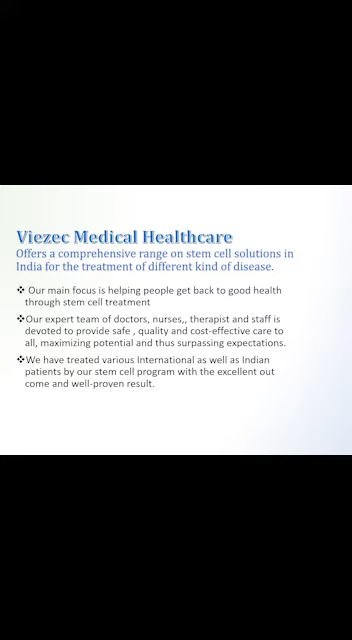 Viezec Medical Healthcare
Offers a comprehensive range on stem cell solutions in
India for the treatment of different kind of disease.
❖ Our main focus is helping people get back to good health
through stem cell treatment
❖Our expert team of doctors, nurses,, therapist and staff is
devoted to provide safe , quality and cost-effective care to
all, maximizing potential and thus surpassing expectations.
❖We have treated various International as well as Indian
patients by our stem cell program with the excellent out
come and well-proven result.